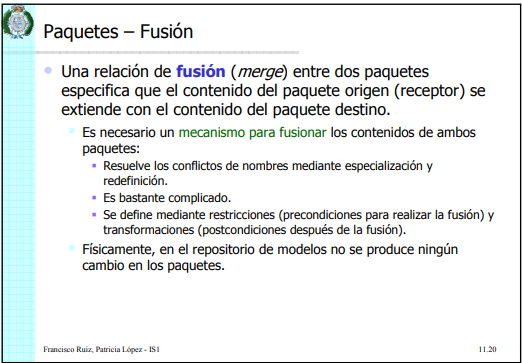 Paquetes – Fusión
Una relación de fusión (merge) entre dos paquetes
especifica que el contenido del paquete origen (receptor) se
extiende con el contenido del paquete destino.
Es necesario un mecanismo para fusionar los contenidos de ambos
paquetes:
Resuelve los conflictos de nombres mediante especialización y
redefinición.
Es bastante complicado.
Se define mediante restricciones (precondiciones para realizar la fusión) y
transformaciones (postcondiciones después de la fusión).
Físicamente, en el repositorio de modelos no se produce ningún
cambio en los paquetes.
Francisco Ruiz, Patricia López - IS1
11.20